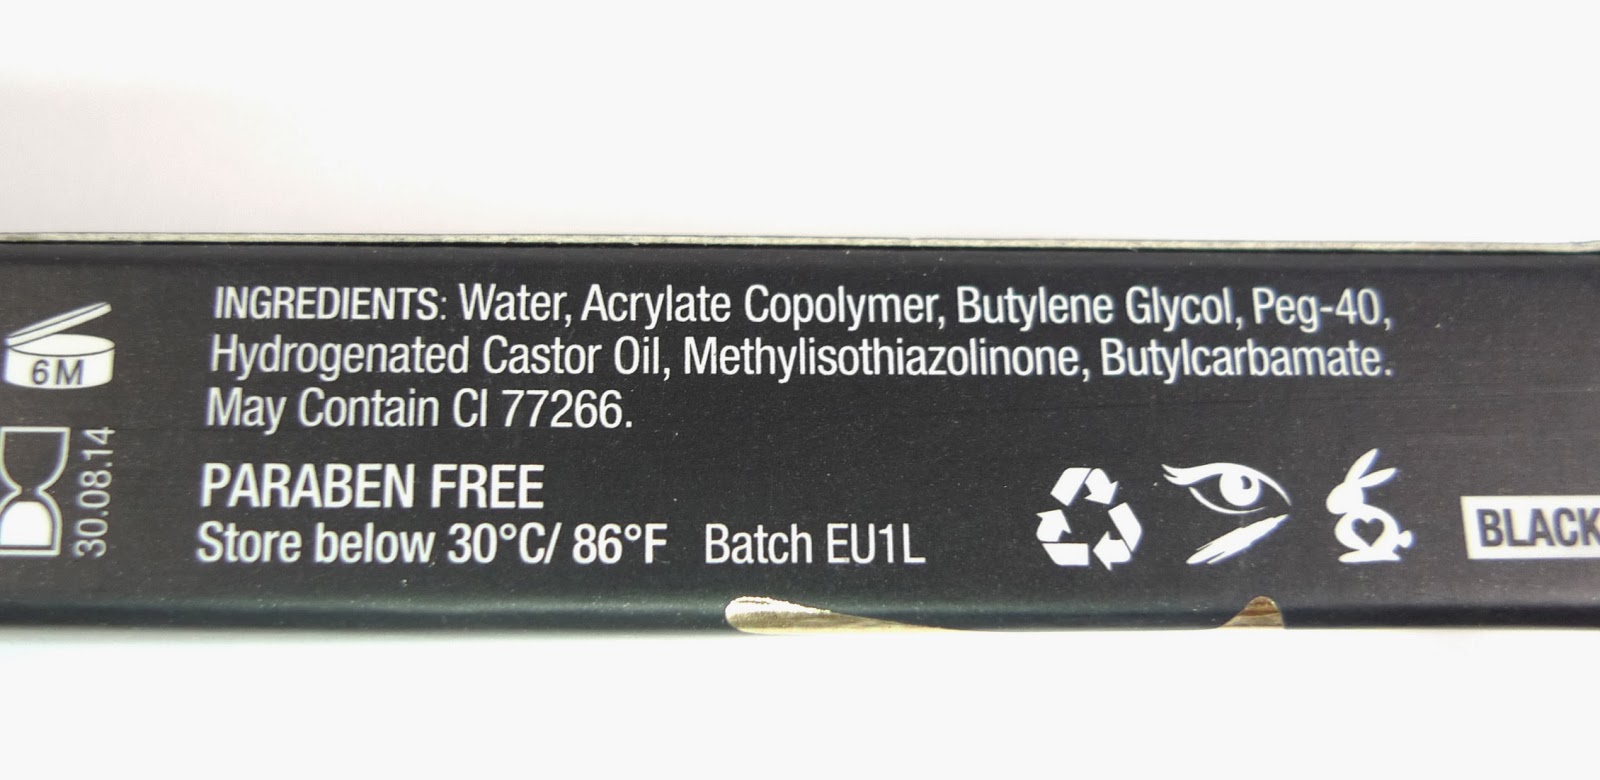 6M
30.08.14
INGREDIENTS: Water, Acrylate Copolymer, Butylene Glycol, Peg-40,
Hydrogenated Castor Oil, Methylisothiazolinone, Butylcarbamate.
May Contain CI 77266.
PARABEN FREE
Store below 30°C/ 86°F Batch EU1L
BLACK